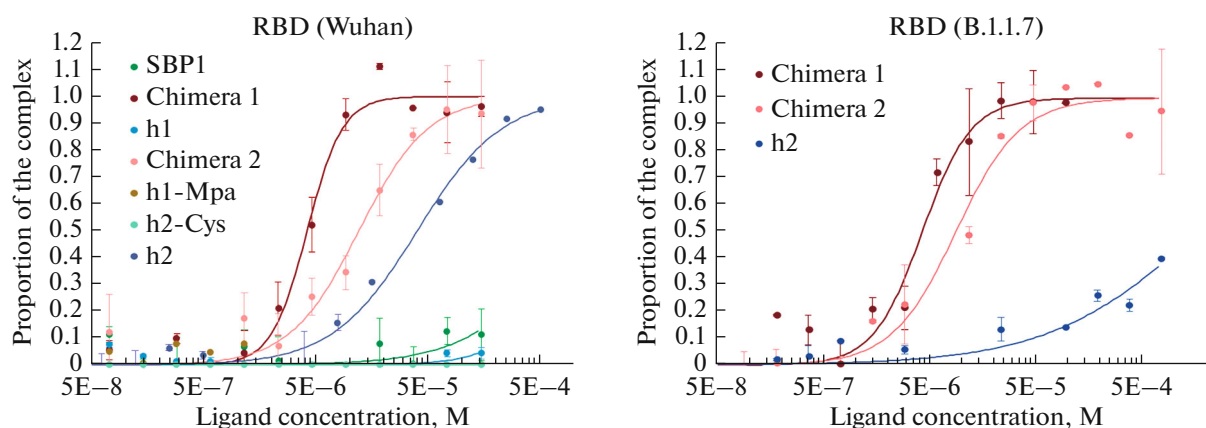 RBD (Wuhan)
Proportion of the complex
1.2
1.1
1.0
0.9
0.8
0.7
0.6
0.5
0.4
0.3
0.2
0.1
0
SBP1
Chimera 1
h1
Chimera 2
h1-Mpa
h2-Cys
h2
5E−8 5E−7 5E−6 5E−5 5E−4
Ligand concentration, M
RBD (B.1.1.7)
Proportion of the complex
1.2
1.1
1.0
0.9
0.8
0.7
0.6
0.5
0.4
0.3
0.2
0.1
0
Chimera 1
Chimera 2
h2
5E−8 5E−7 5E−6 5E−5 5E−4
Ligand concentration, M